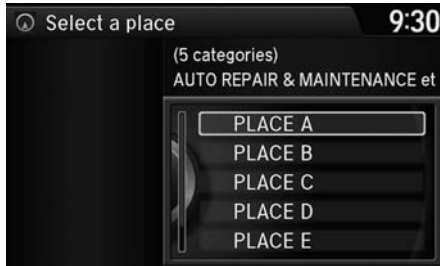 Select a place
9:30
(5 categories)
AUTO REPAIR & MAINTENANCE et
PLACE A
PLACE B
PLACE C
PLACE D
PLACE E